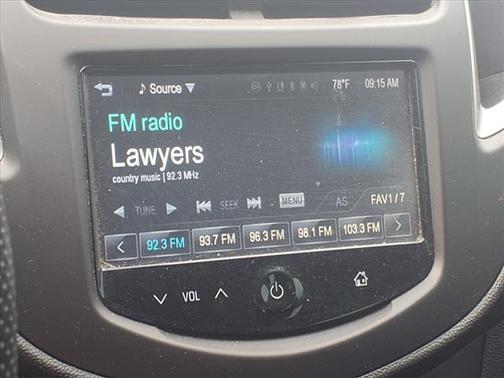 Source 78°F 09:15 AM
FM radio
Lawyers
country music | 92.3 MHz
TUNE SEEK - MENU AS FAV1 / 7
92.3 FM 93.7 FM 96.3 FM 98.1 FM 103.3 FM
VOL